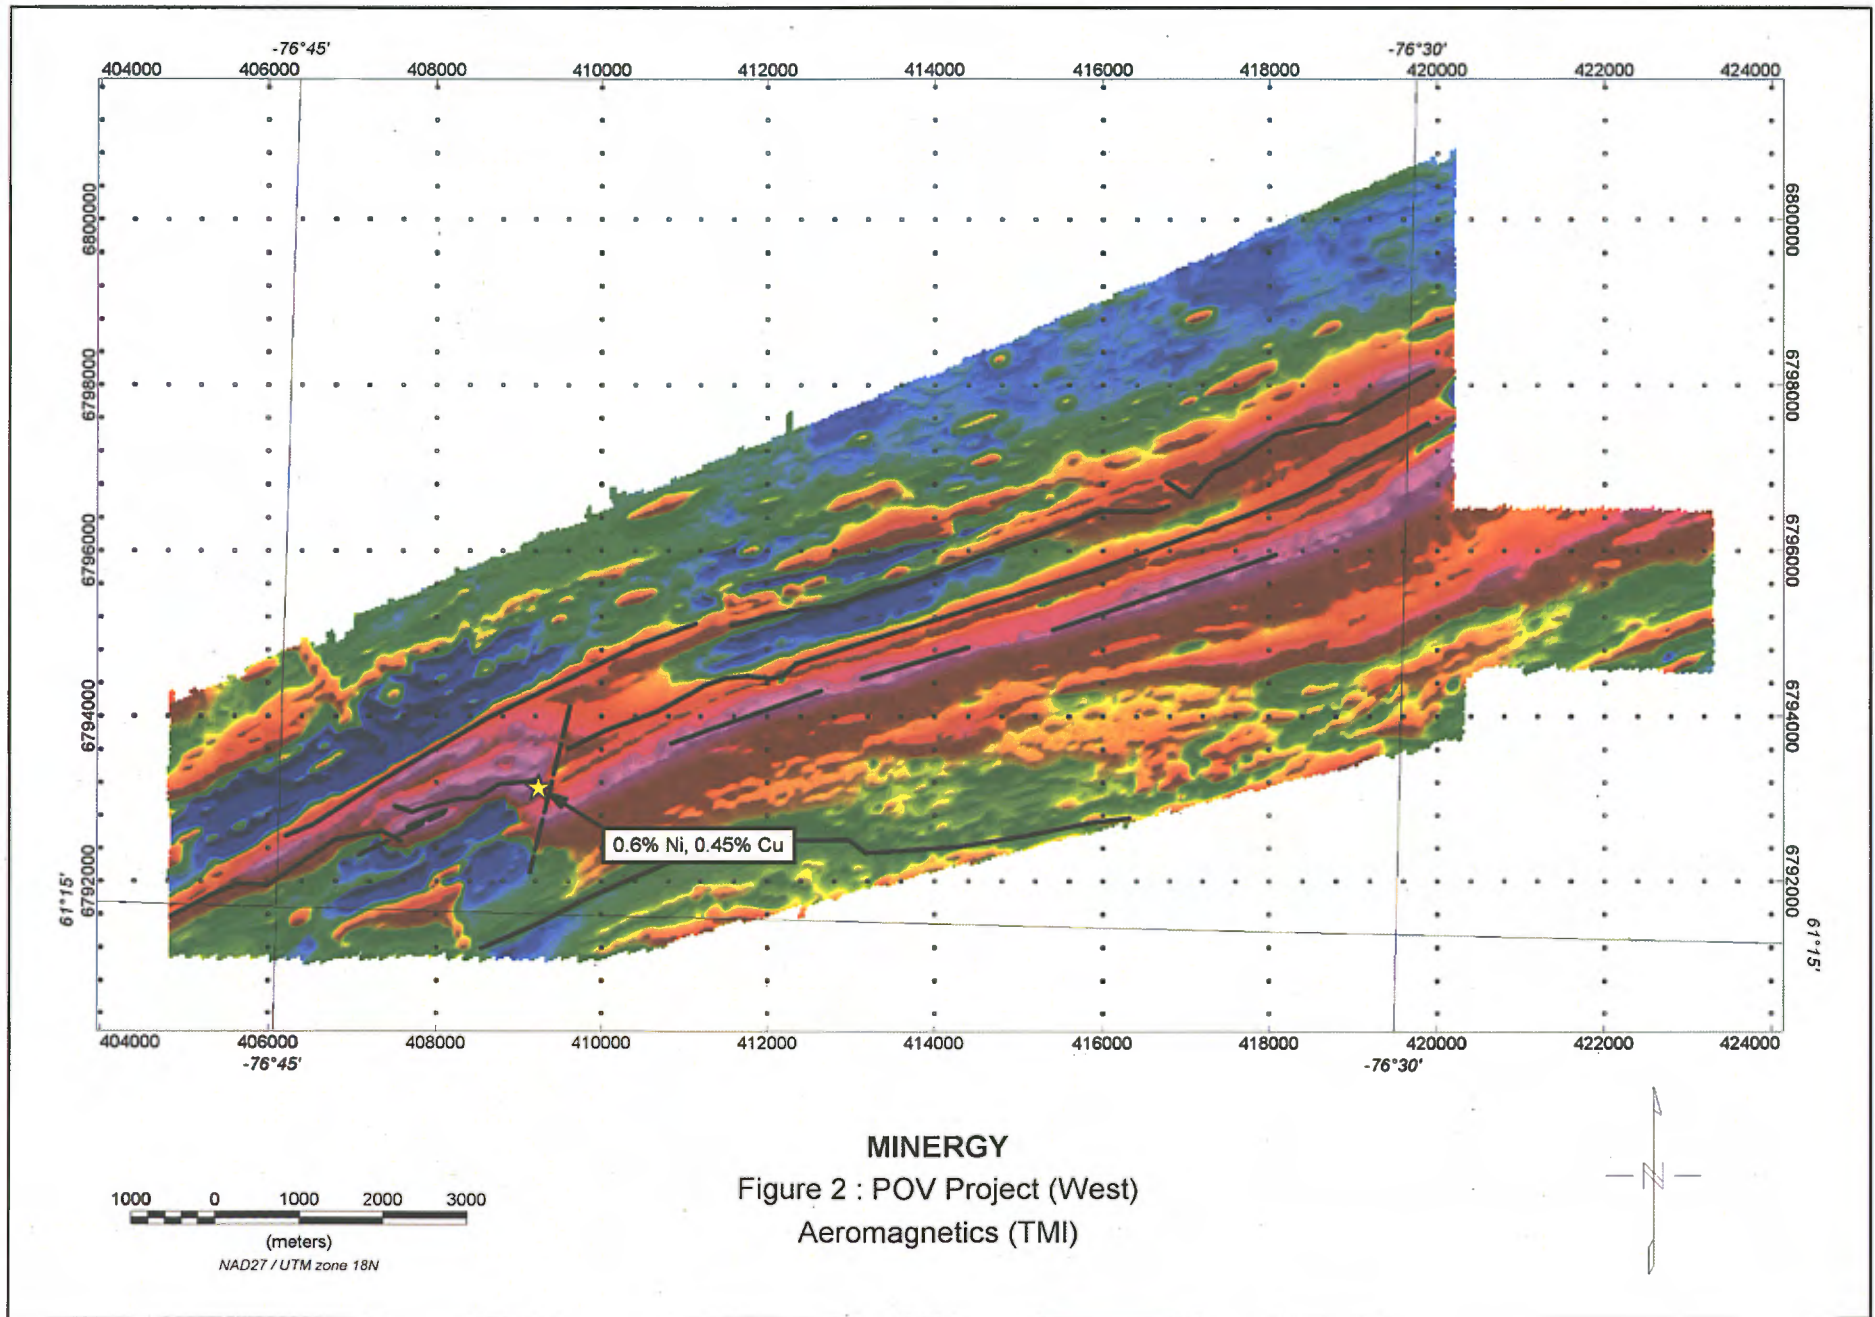 -76°45' -76°30'
404000 406000 408000 410000 412000 414000 416000 418000 420000 422000 424000
6800000 6800000
6798000 6798000
6796000 6796000
6794000 6794000
0.6% Ni, 0.45% Cu
6792000 6792000
61°15' 61°15'
404000 406000 408000 410000 412000 414000 416000 418000 420000 422000 424000
-76°45' -76°30'
MINERGY
Figure 2 : POV Project (West)
Aeromagnetics (TMI)
1000 0 1000 2000 3000
(meters)
NAD27 / UTM zone 18N
N